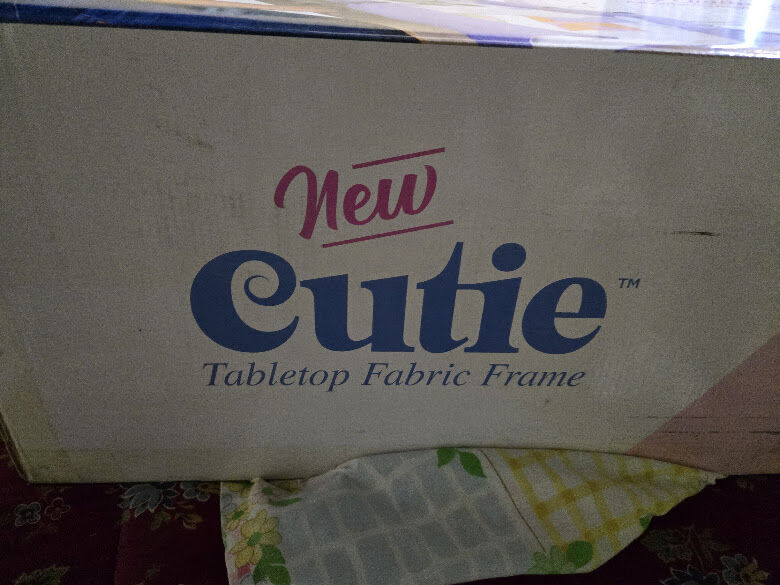 New
Cutie™
Tabletop Fabric Frame